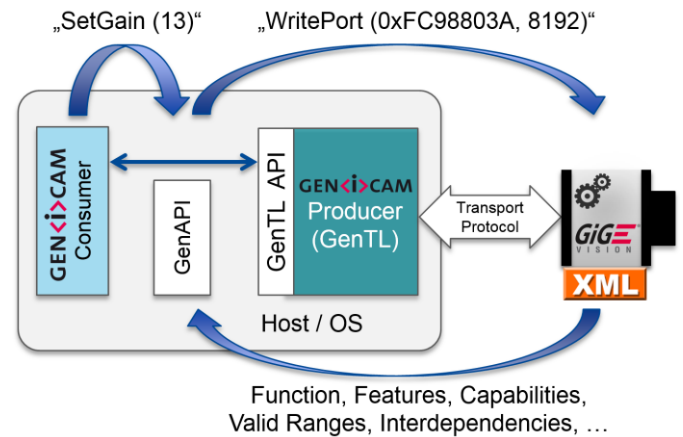 „SetGain (13)“
„WritePort (0xFC98803A, 8192)“
GEN<i>CAM
Consumer
GenAPI
GenTL API
GEN<i>CAM
Producer
(GenTL)
Transport
Protocol
GiGE
VISION
XML
Host / OS
Function, Features, Capabilities,
Valid Ranges, Interdependencies, …